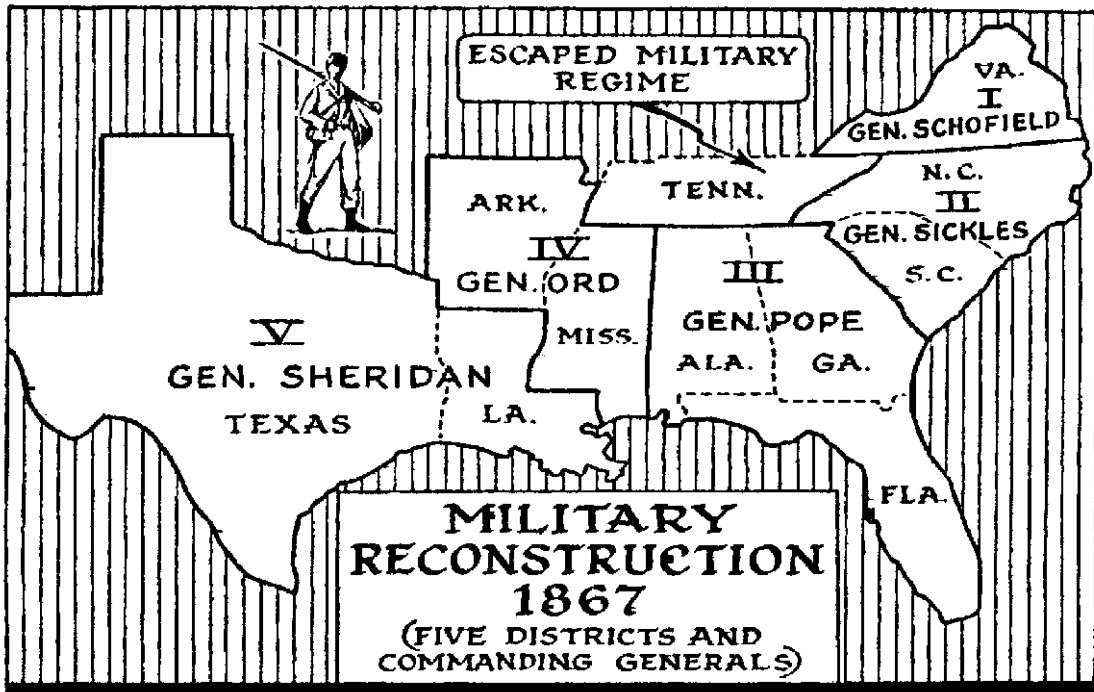 ESCAPED MILITARY
REGIME
VA.
I
GEN. SCHOFIELD
N.C.
II
GEN. SICKLES
S.C.
TENN.
ARK.
IV
GEN. ORD
MISS.
III
GEN. POPE
ALA.
GA.
FLA.
V
GEN. SHERIDAN
TEXAS
LA.
MILITARY
RECONSTRUCTION
1867
(FIVE DISTRICTS AND
COMMANDING GENERALS)